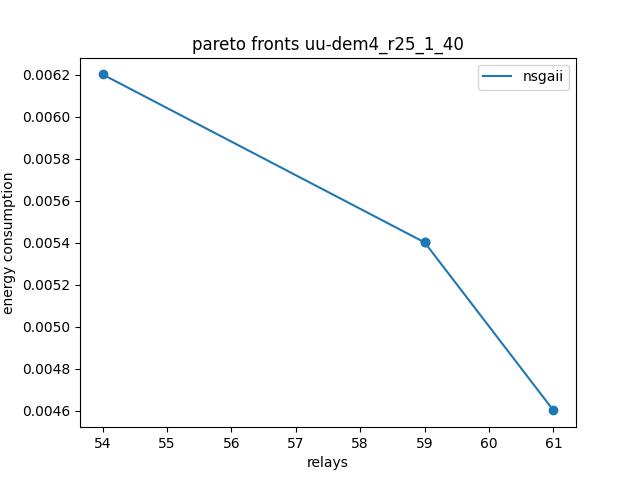 pareto fronts uu-dem4_r25_1_40
nsgaii
0.0062
0.0060
0.0058
0.0056
0.0054
0.0052
0.0050
0.0048
0.0046
energy consumption
54 55 56 57 58 59 60 61
relays